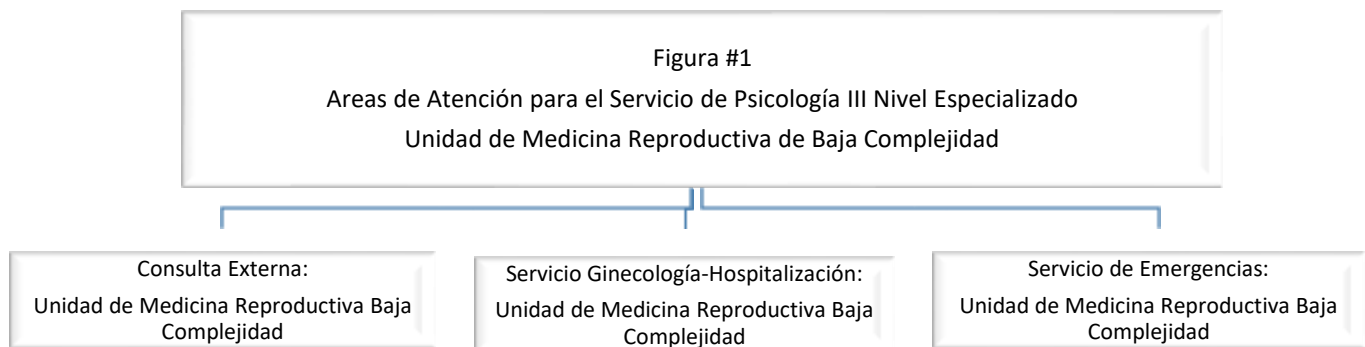 Figura #1
Areas de Atención para el Servicio de Psicología III Nivel Especializado
Unidad de Medicina Reproductiva de Baja Complejidad
Consulta Externa:
Unidad de Medicina Reproductiva Baja
Complejidad
Servicio Ginecología-Hospitalización:
Unidad de Medicina Reproductiva Baja
Complejidad
Servicio de Emergencias:
Unidad de Medicina Reproductiva Baja
Complejidad